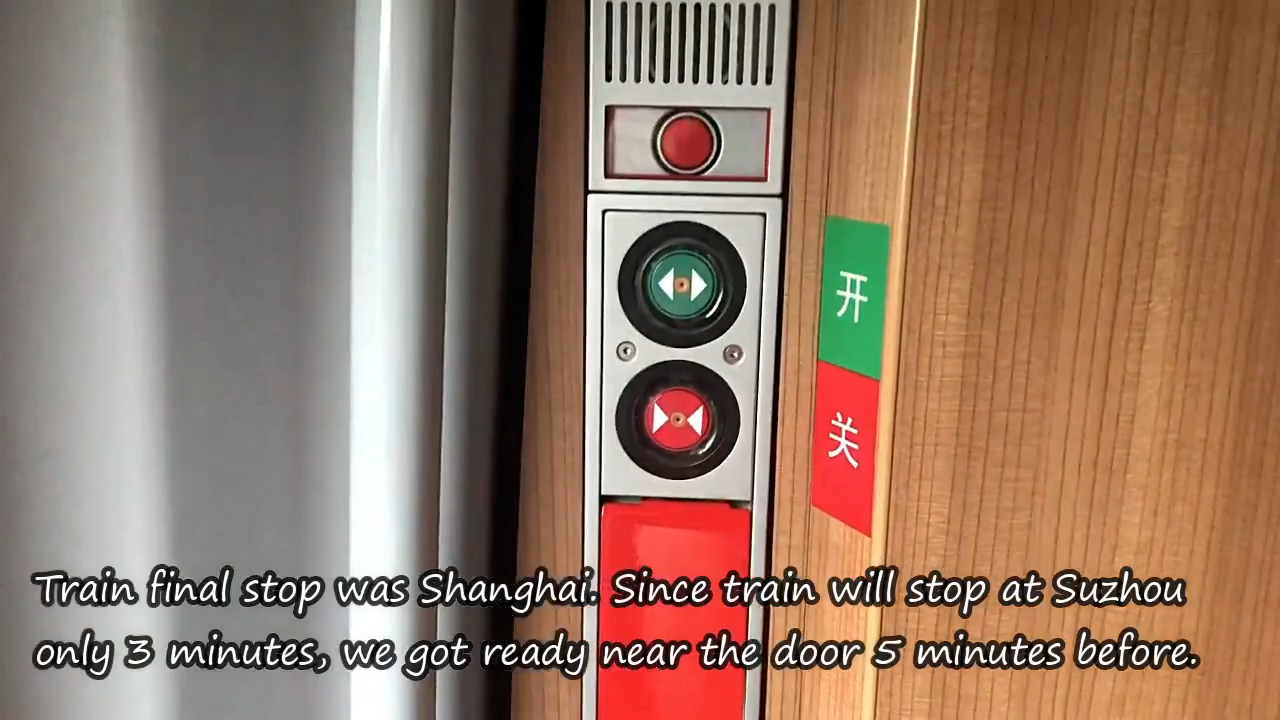 开
关
Train final stop was Shanghai. Since train will stop at Suzhou
only 3 minutes, we got ready near the door 5 minutes before.